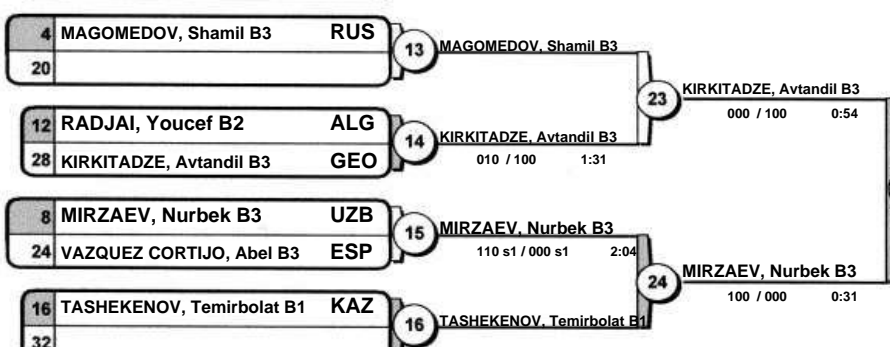 4 MAGOMEDOV, Shamil B3 RUS
20
13
MAGOMEDOV, Shamil B3
12 RADJAI, Youcef B2 ALG
28 KIRKITADZE, Avtandil B3 GEO
14
KIRKITADZE, Avtandil B3
010 / 100 1:31
23
KIRKITADZE, Avtandil B3
000 / 100 0:54
8 MIRZAEV, Nurbek B3 UZB
24 VAZQUEZ CORTIJO, Abel B3 ESP
15
MIRZAEV, Nurbek B3
110 s1 / 000 s1 2:04
16 TASHEKENOV, Temirbolat B1 KAZ
32
16
TASHEKENOV, Temirbolat B1
24
MIRZAEV, Nurbek B3
100 / 000 0:31